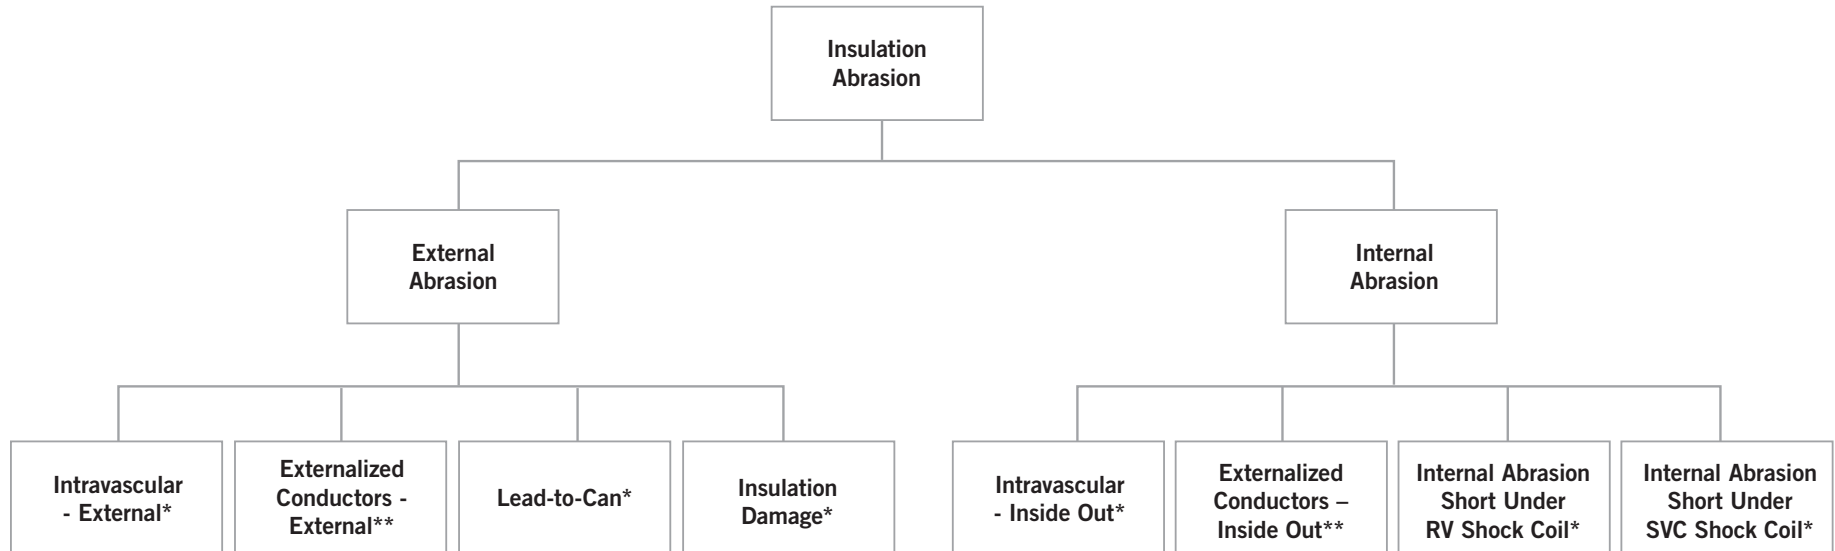 Insulation
Abrasion
External
Abrasion
Internal
Abrasion
Intravascular
- External*
Externalized
Conductors -
External**
Lead-to-Can*
Insulation
Damage*
Intravascular
- Inside Out*
Externalized
Conductors –
Inside Out**
Internal Abrasion
Short Under
RV Shock Coil*
Internal Abrasion
Short Under
SVC Shock Coil*